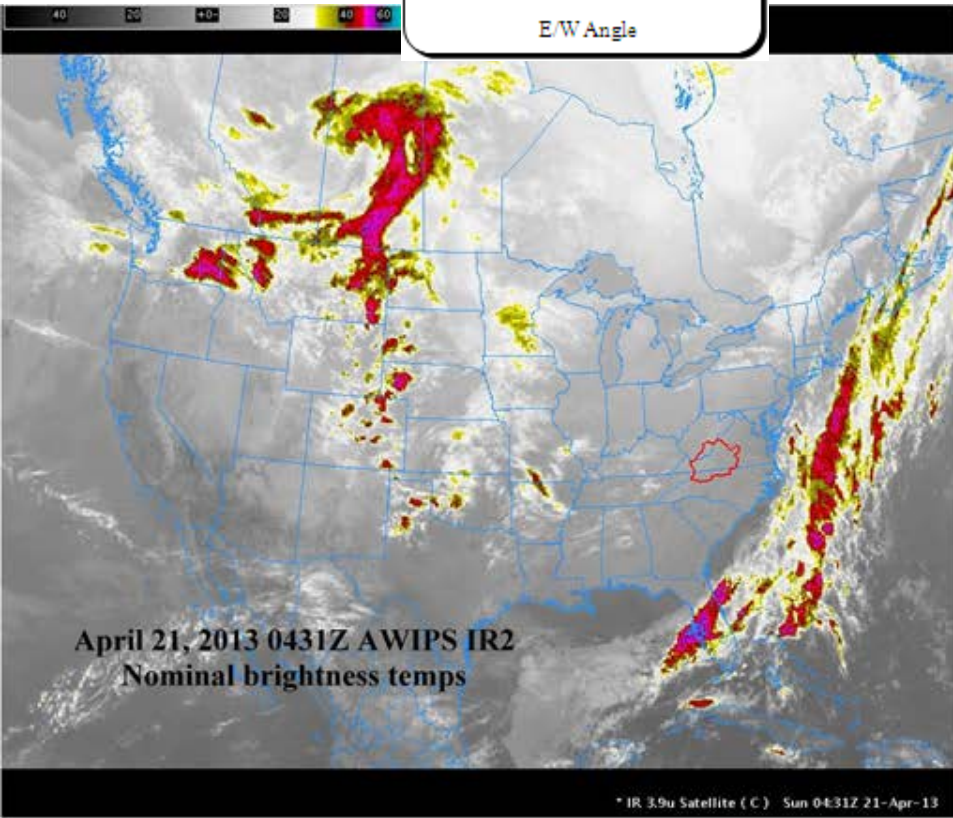 40 20 +0- 20 40 60
E/W Angle
April 21, 2013 0431Z AWIPS IR2
Nominal brightness temps
* IR 3.9u Satellite ( C ) Sun 04:31Z 21-Apr-13